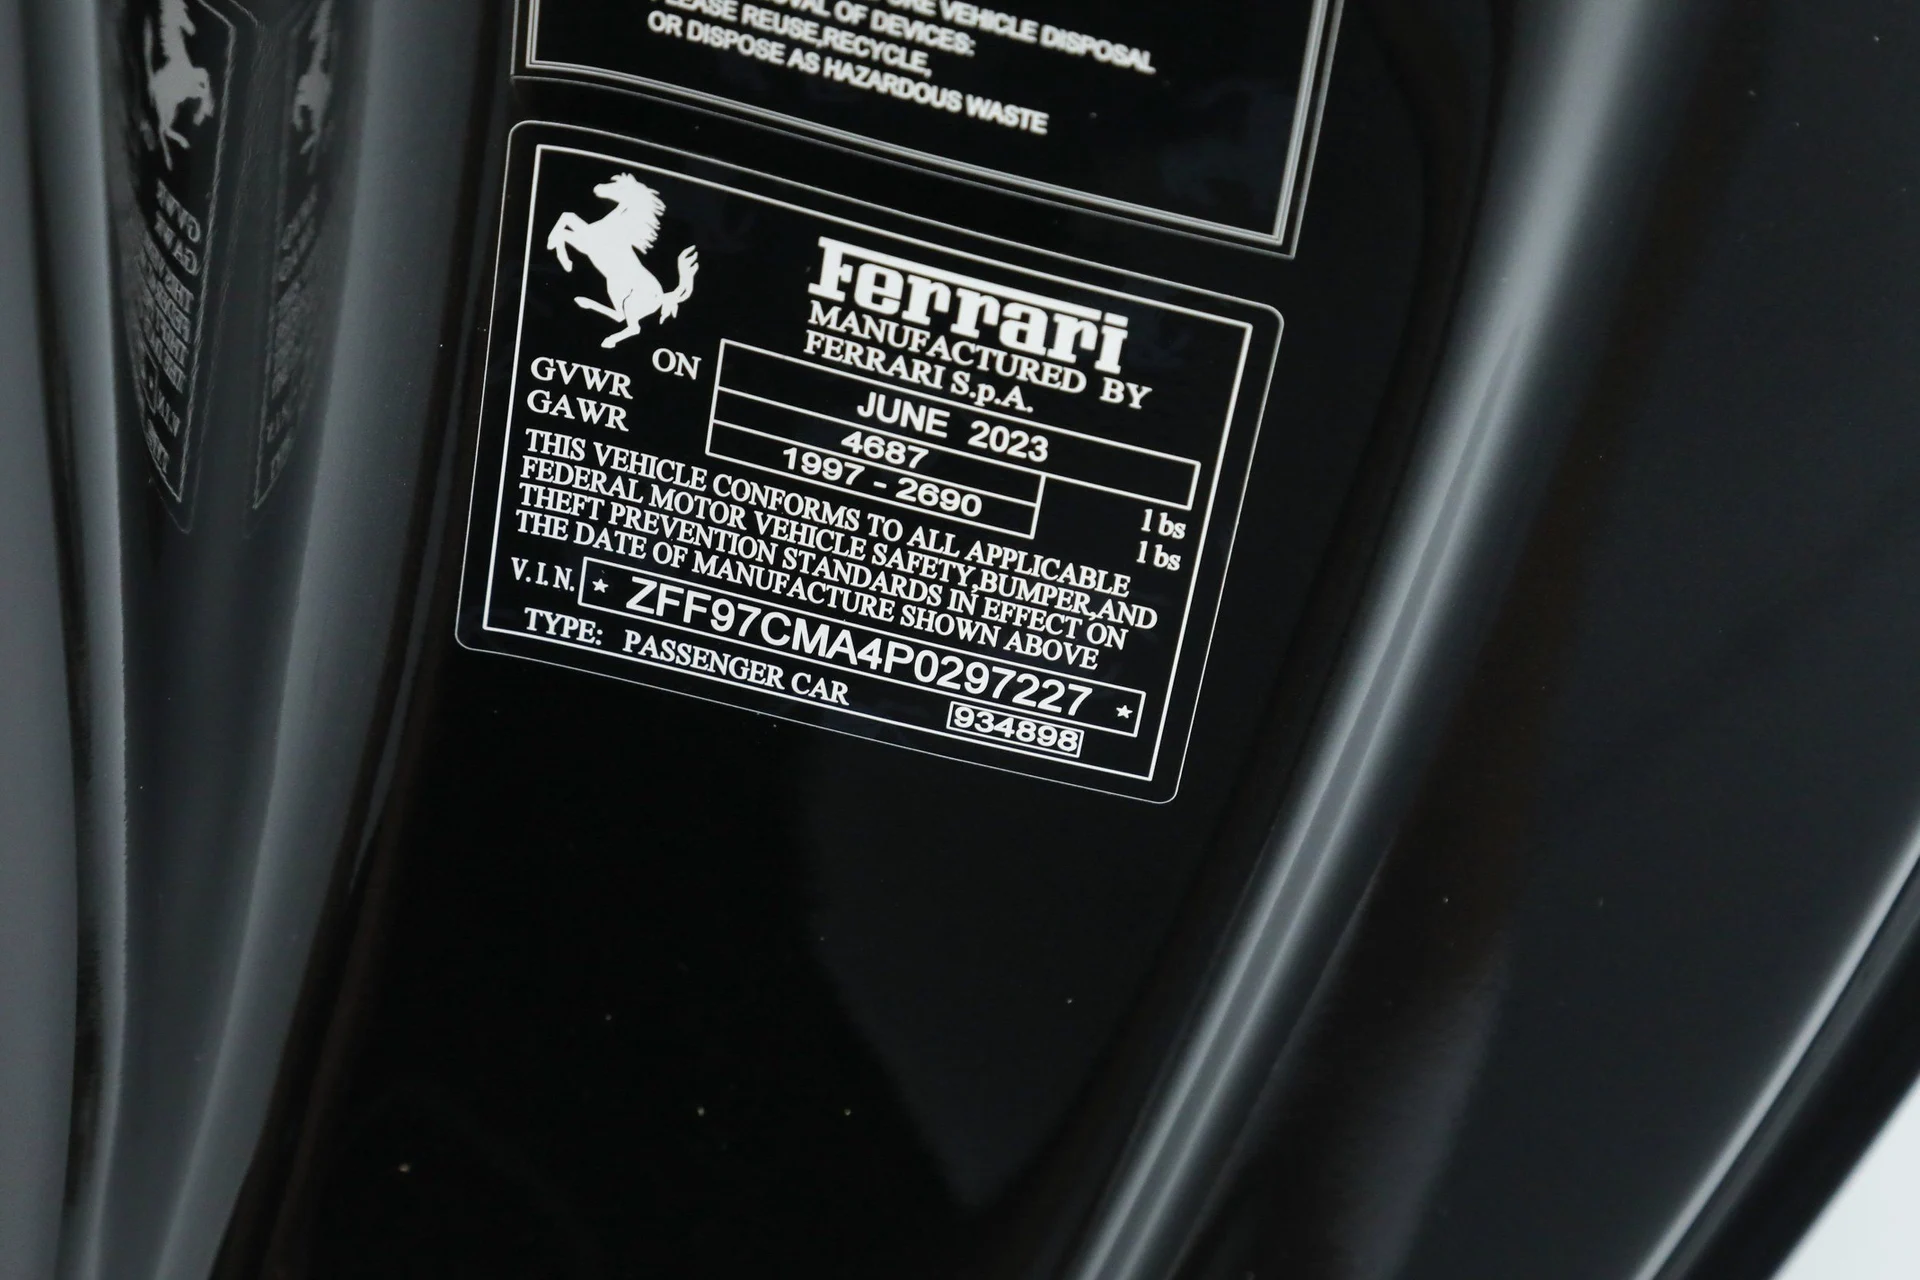 ORE VEHICLE DISPOSAL
OVAL OF DEVICES:
PLEASE REUSE,RECYCLE,
OR DISPOSE AS HAZARDOUS WASTE
Ferrari
MANUFACTURED BY
FERRARI S.p.A.
ON JUNE 2023
GVWR 4687 lbs
GAWR 1997 - 2690 lbs
THIS VEHICLE CONFORMS TO ALL APPLICABLE
FEDERAL MOTOR VEHICLE SAFETY,BUMPER,AND
THEFT PREVENTION STANDARDS IN EFFECT ON
THE DATE OF MANUFACTURE SHOWN ABOVE
V.I.N. * ZFF97CMA4P0297227 *
TYPE: PASSENGER CAR
934898